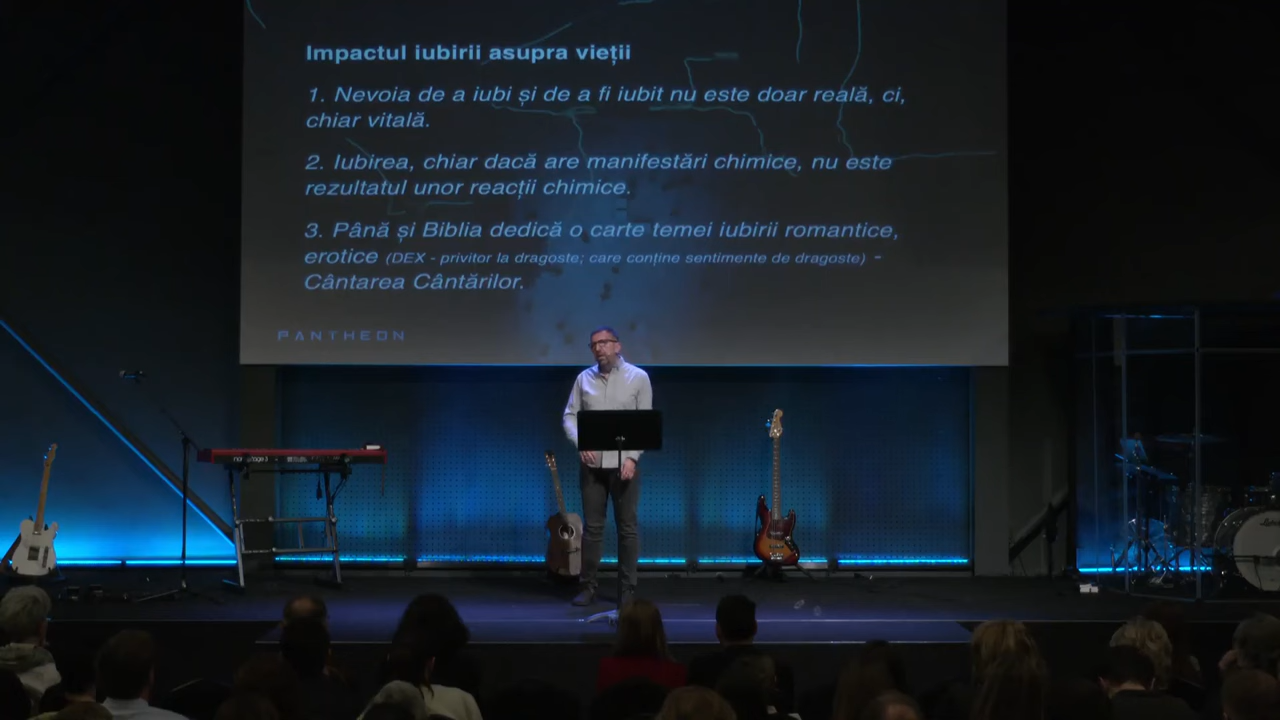 Impactul iubirii asupra vieții
1. Nevoia de a iubi și de a fi iubit nu este doar reală, ci,
chiar vitală.
2. Iubirea, chiar dacă are manifestări chimice, nu este
rezultatul unor reacții chimice.
3. Până și Biblia dedică o carte temei iubirii romantice,
erotice (DEX - privitor la dragoste; care conține sentimente de dragoste) -
Cântarea Cântărilor.
PANTHEON